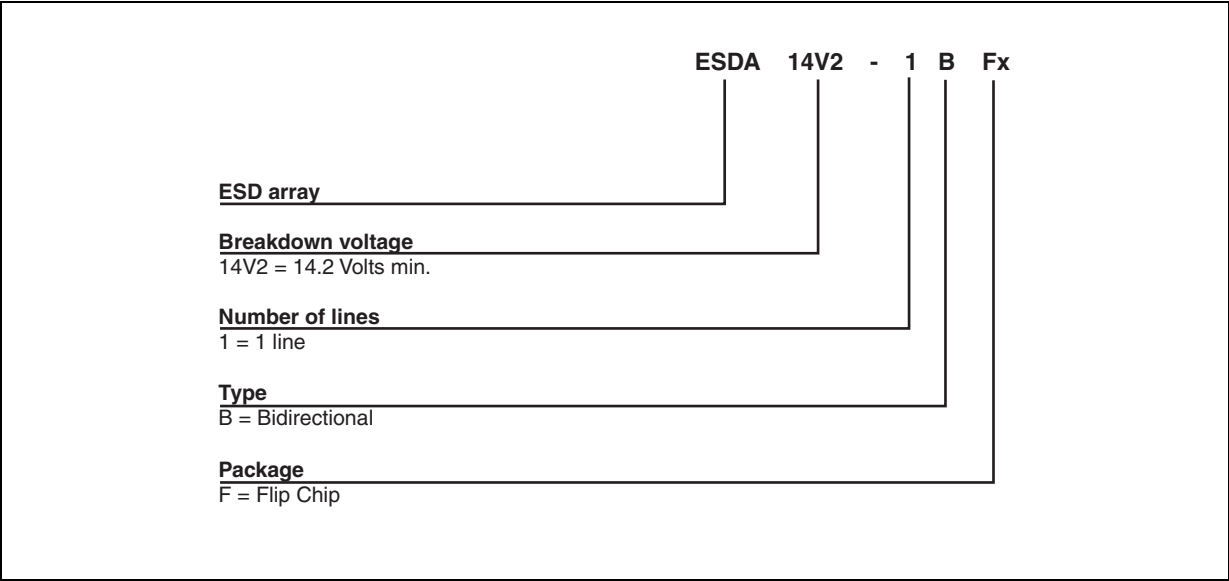 ESDA 14V2 - 1 B Fx
ESD array
Breakdown voltage
14V2 = 14.2 Volts min.
Number of lines
1 = 1 line
Type
B = Bidirectional
Package
F = Flip Chip